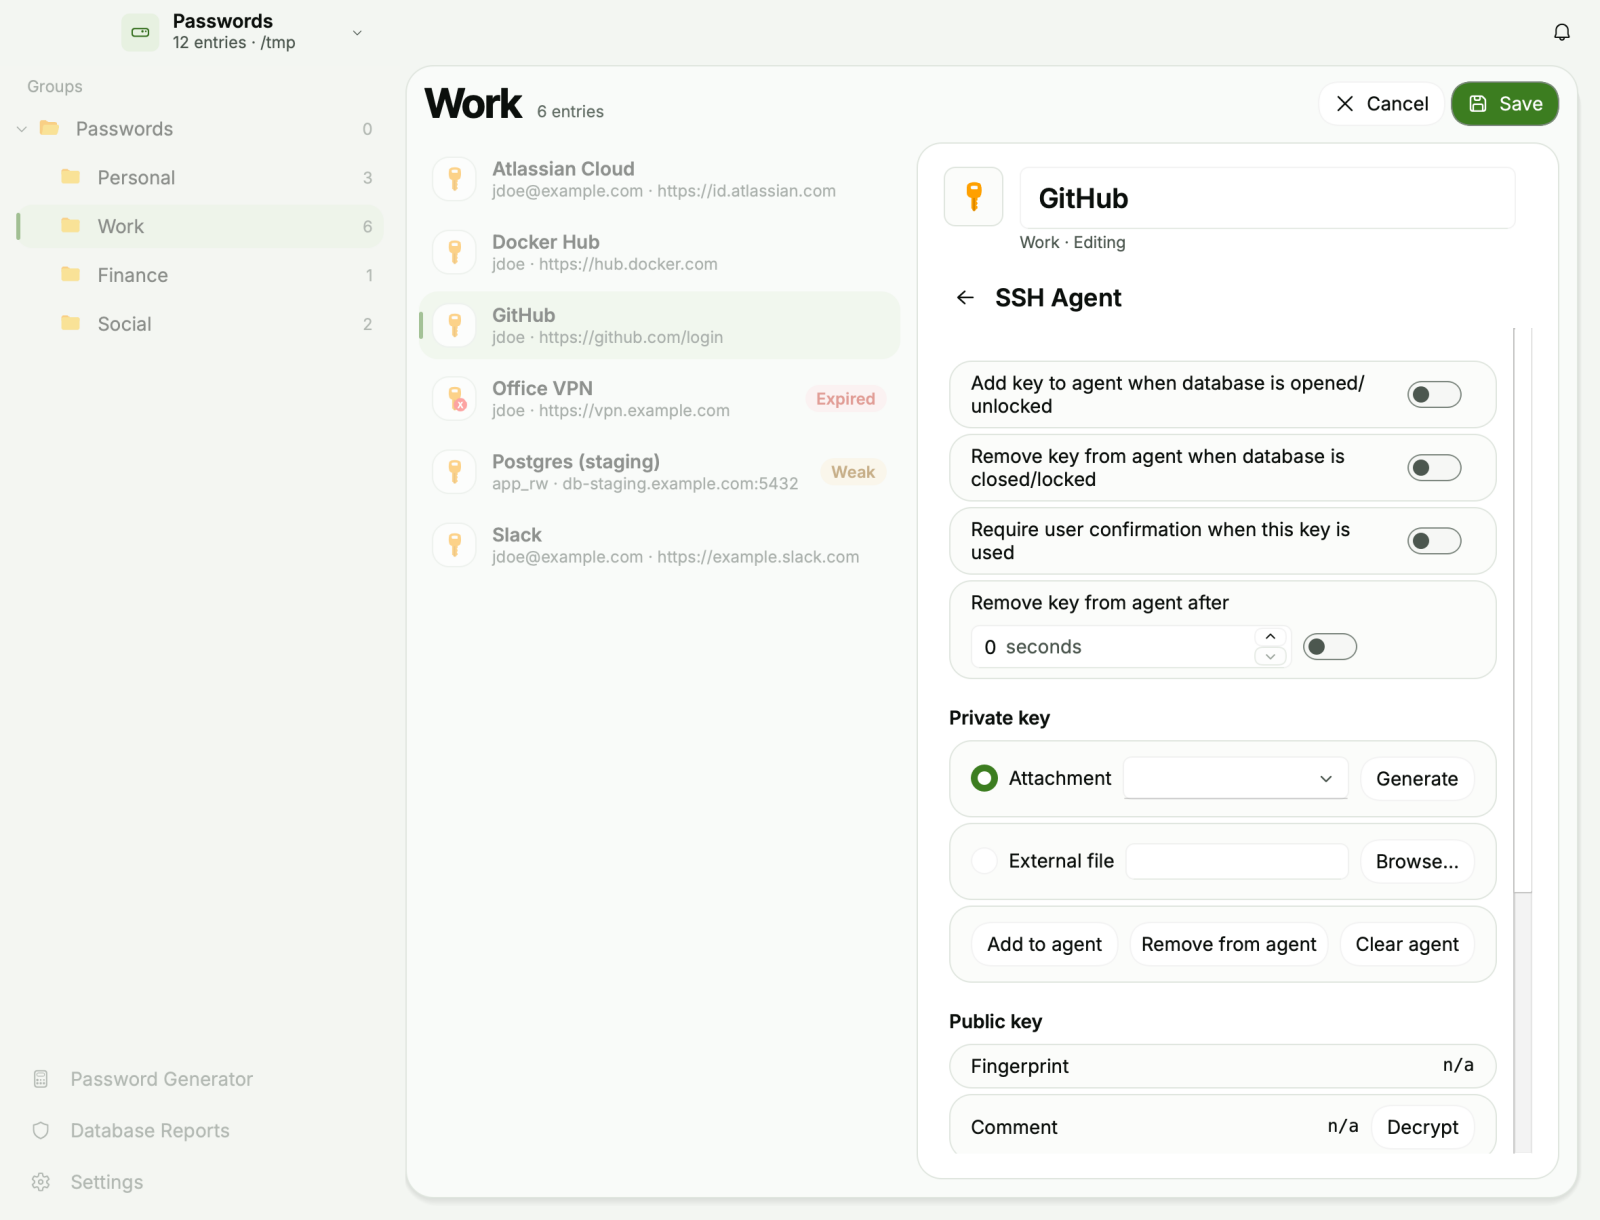 Passwords
12 entries · /tmp
Groups
Passwords 0
Personal 3
Work 6
Finance 1
Social 2
Password Generator
Database Reports
Settings
Work 6 entries
Cancel
Save
Atlassian Cloud
jdoe@example.com · https://id.atlassian.com
Docker Hub
jdoe · https://hub.docker.com
GitHub
jdoe · https://github.com/login
Office VPN
jdoe · https://vpn.example.com
Expired
Postgres (staging)
app_rw · db-staging.example.com:5432
Weak
Slack
jdoe@example.com · https://example.slack.com
GitHub
Work · Editing
SSH Agent
Add key to agent when database is opened/
unlocked
Remove key from agent when database is
closed/locked
Require user confirmation when this key is
used
Remove key from agent after
0 seconds
Private key
Attachment
Generate
External file
Browse...
Add to agent
Remove from agent
Clear agent
Public key
Fingerprint n/a
Comment n/a
Decrypt